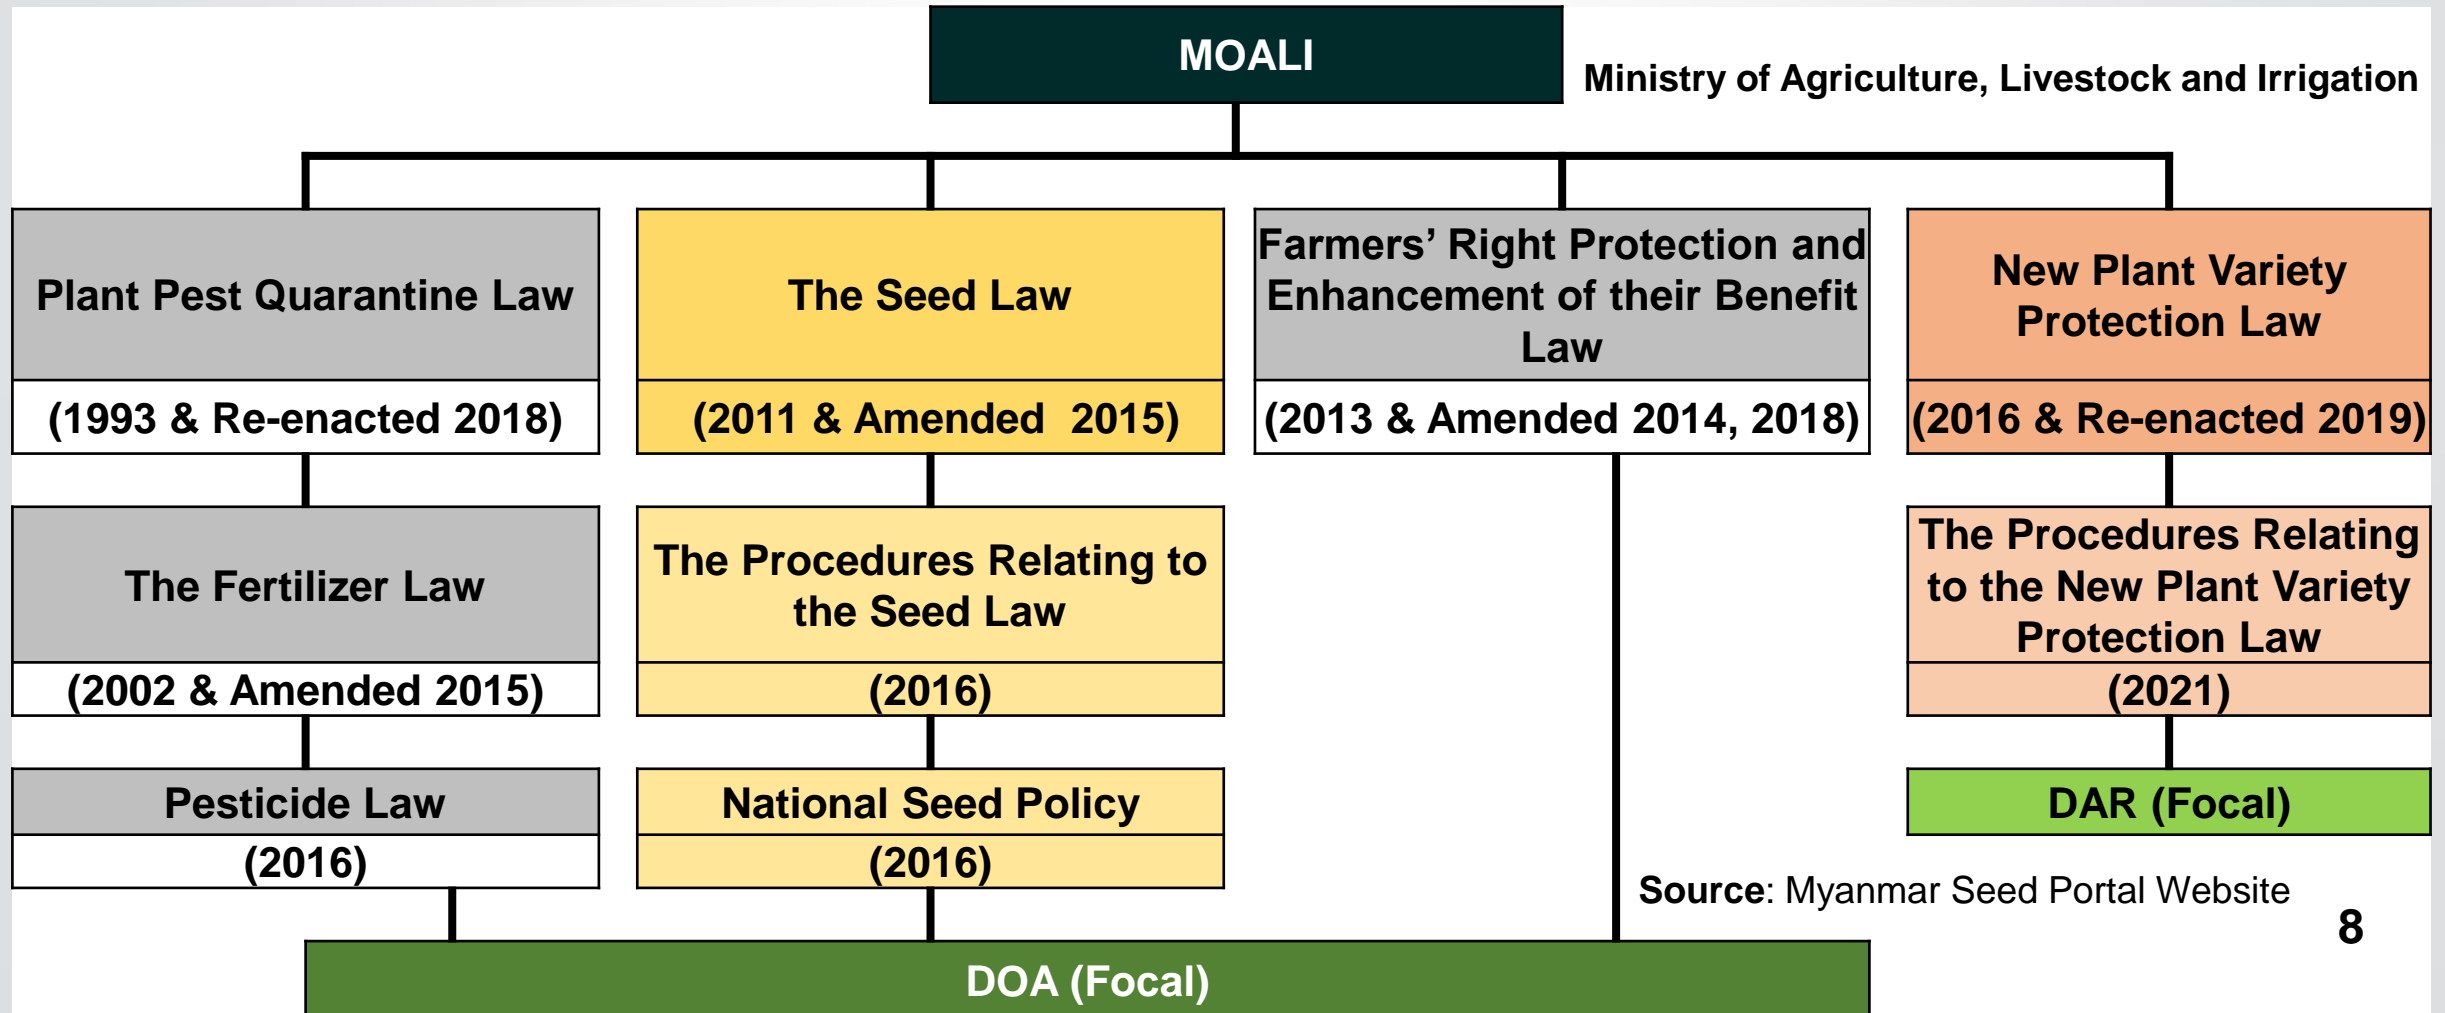 MOALI
Ministry of Agriculture, Livestock and Irrigation
Plant Pest Quarantine Law
(1993 & Re-enacted 2018)
The Seed Law
(2011 & Amended  2015)
Farmers’ Right Protection and
Enhancement of their Benefit
Law
(2013 & Amended 2014, 2018)
New Plant Variety
Protection Law
(2016 & Re-enacted 2019)
The Fertilizer Law
(2002 & Amended 2015)
The Procedures Relating to
the Seed Law
(2016)
The Procedures Relating
to the New Plant Variety
Protection Law
(2021)
Pesticide Law
(2016)
National Seed Policy
(2016)
DAR (Focal)
DOA (Focal)
Source: Myanmar Seed Portal Website
8